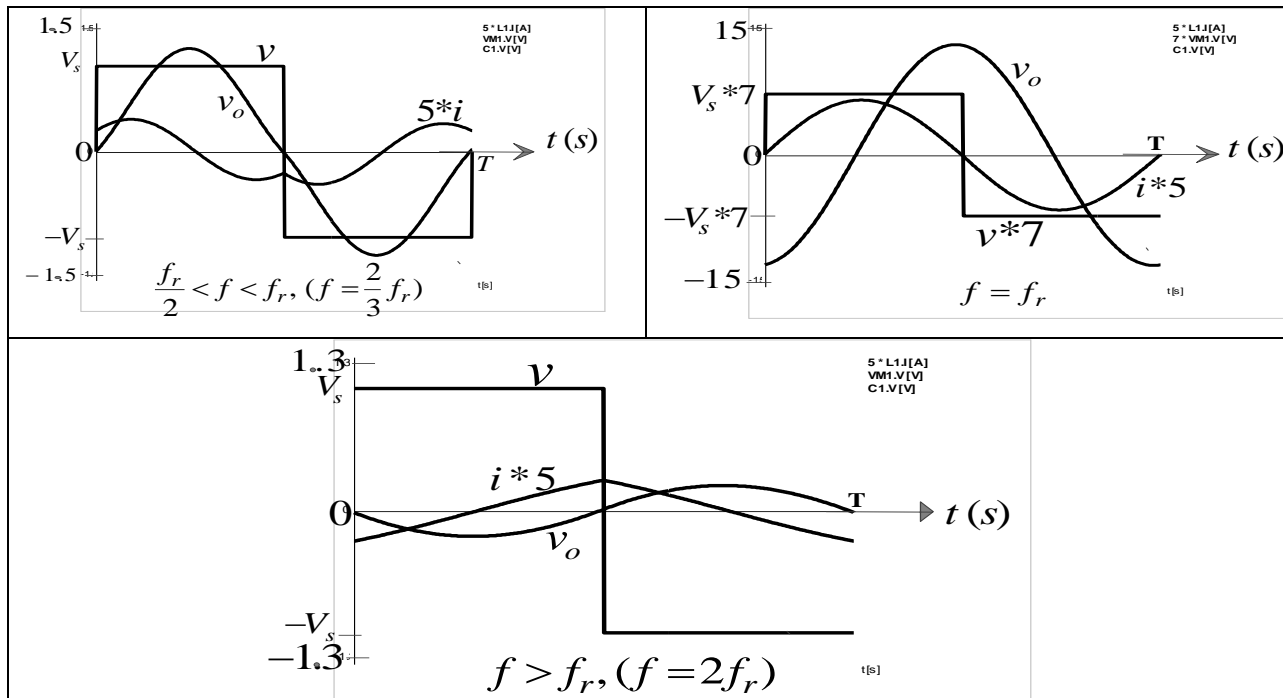 1.5
5 * L1.I[A]
VM1.V[V]
C1.V[V]
V_s
v
v_o
5*i
0
t (s)
T
−V_s
−1.5
f_r/2 < f < f_r, (f = 2/3 f_r)
t[s]
15
5 * L1.I[A]
7 * VM1.V[V]
C1.V[V]
v_o
V_s *7
T
0
t (s)
i*5
−V_s *7
v*7
−15
f = f_r
t[s]
1.3
5 * L1.I[A]
VM1.V[V]
C1.V[V]
V_s
v
i*5
T
0
t (s)
v_o
−V_s
−1.3
f > f_r, (f = 2f_r)
t[s]